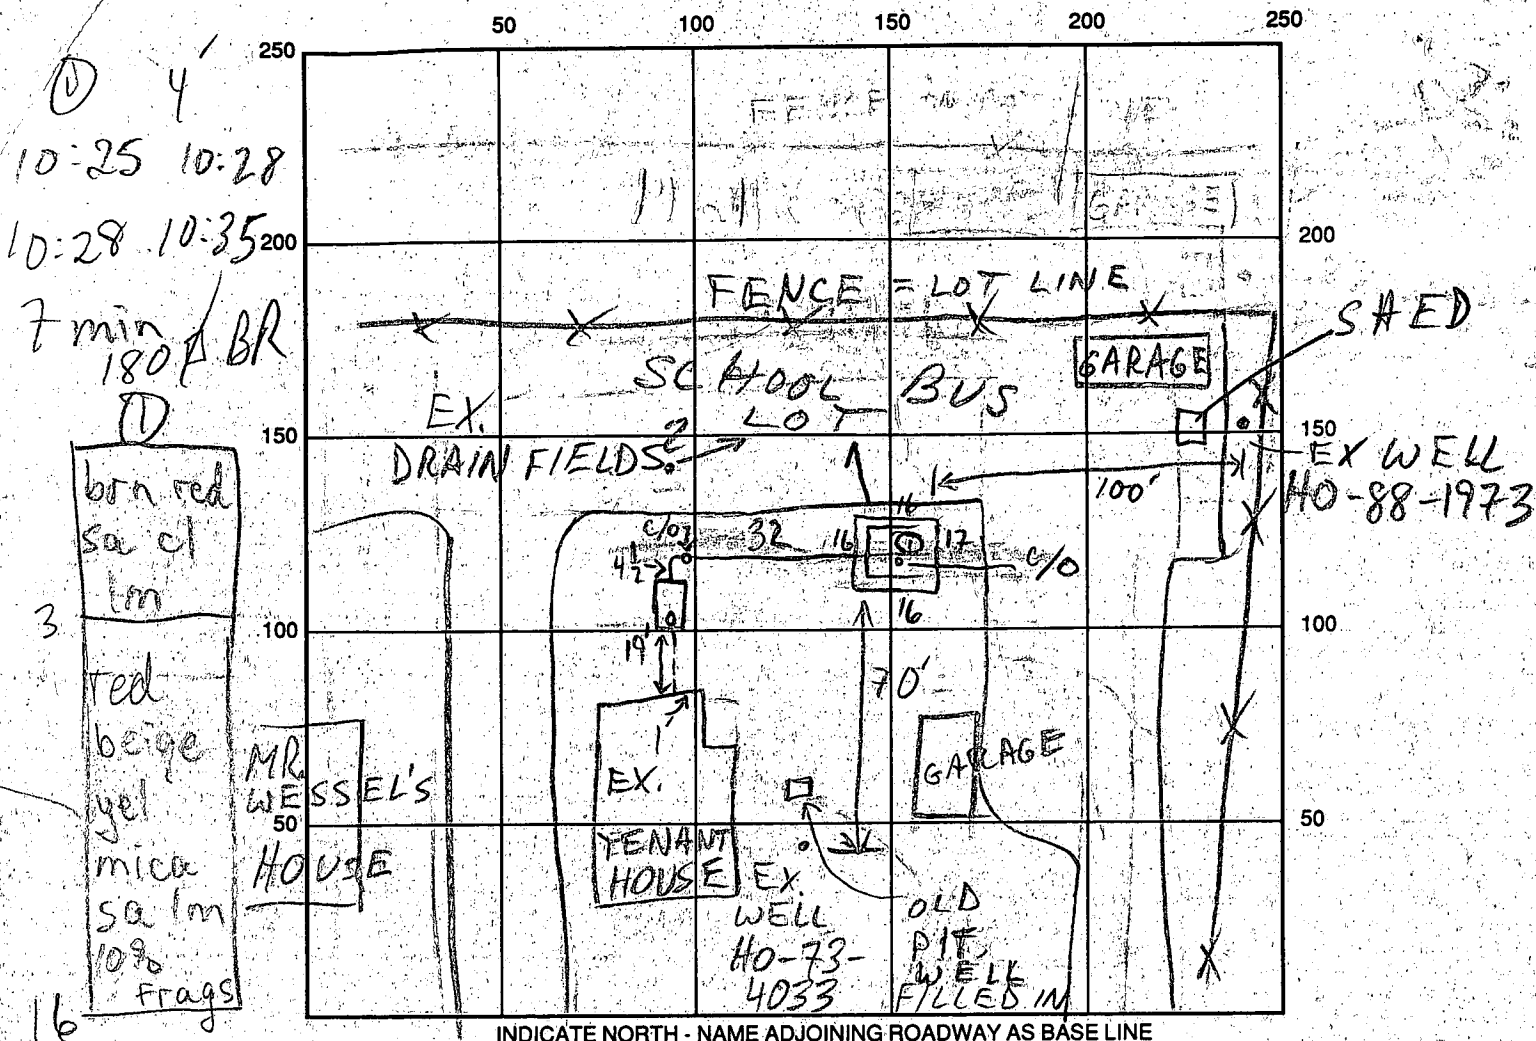 50 100 150 200 250
250
① 4'
10:25 10:28
10:28 10:35
200 200
7 min
180 BR
FENCE = LOT LINE
SHED
GARAGE
SCHOOL BUS
LOT
EX.
DRAIN FIELDS?
150 150
EX WELL
HO-88-1973
100'
①
brn red
sa cl
lm
3
c/o
4 1/2
32
16
16 ① 17
16
c/o
100 100
19'
70'
1'
red
beige
yel
mica
sa lm
10%
frags
16
MR.
WESSEL'S
HOUSE
EX.
TENANT
HOUSE
GARAGE
50 50
EX.
WELL
HO-73-
4033
OLD
PIT,
WELL
FILLED IN
INDICATE NORTH - NAME ADJOINING ROADWAY AS BASE LINE